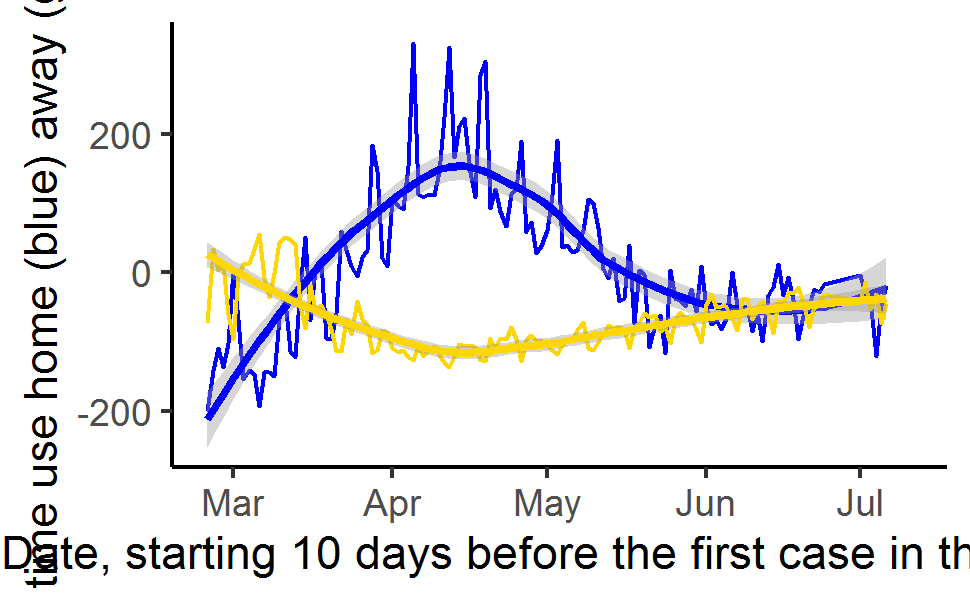 time use home (blue) away (
200
0
-200
Mar Apr May Jun Jul
Date, starting 10 days before the first case in th